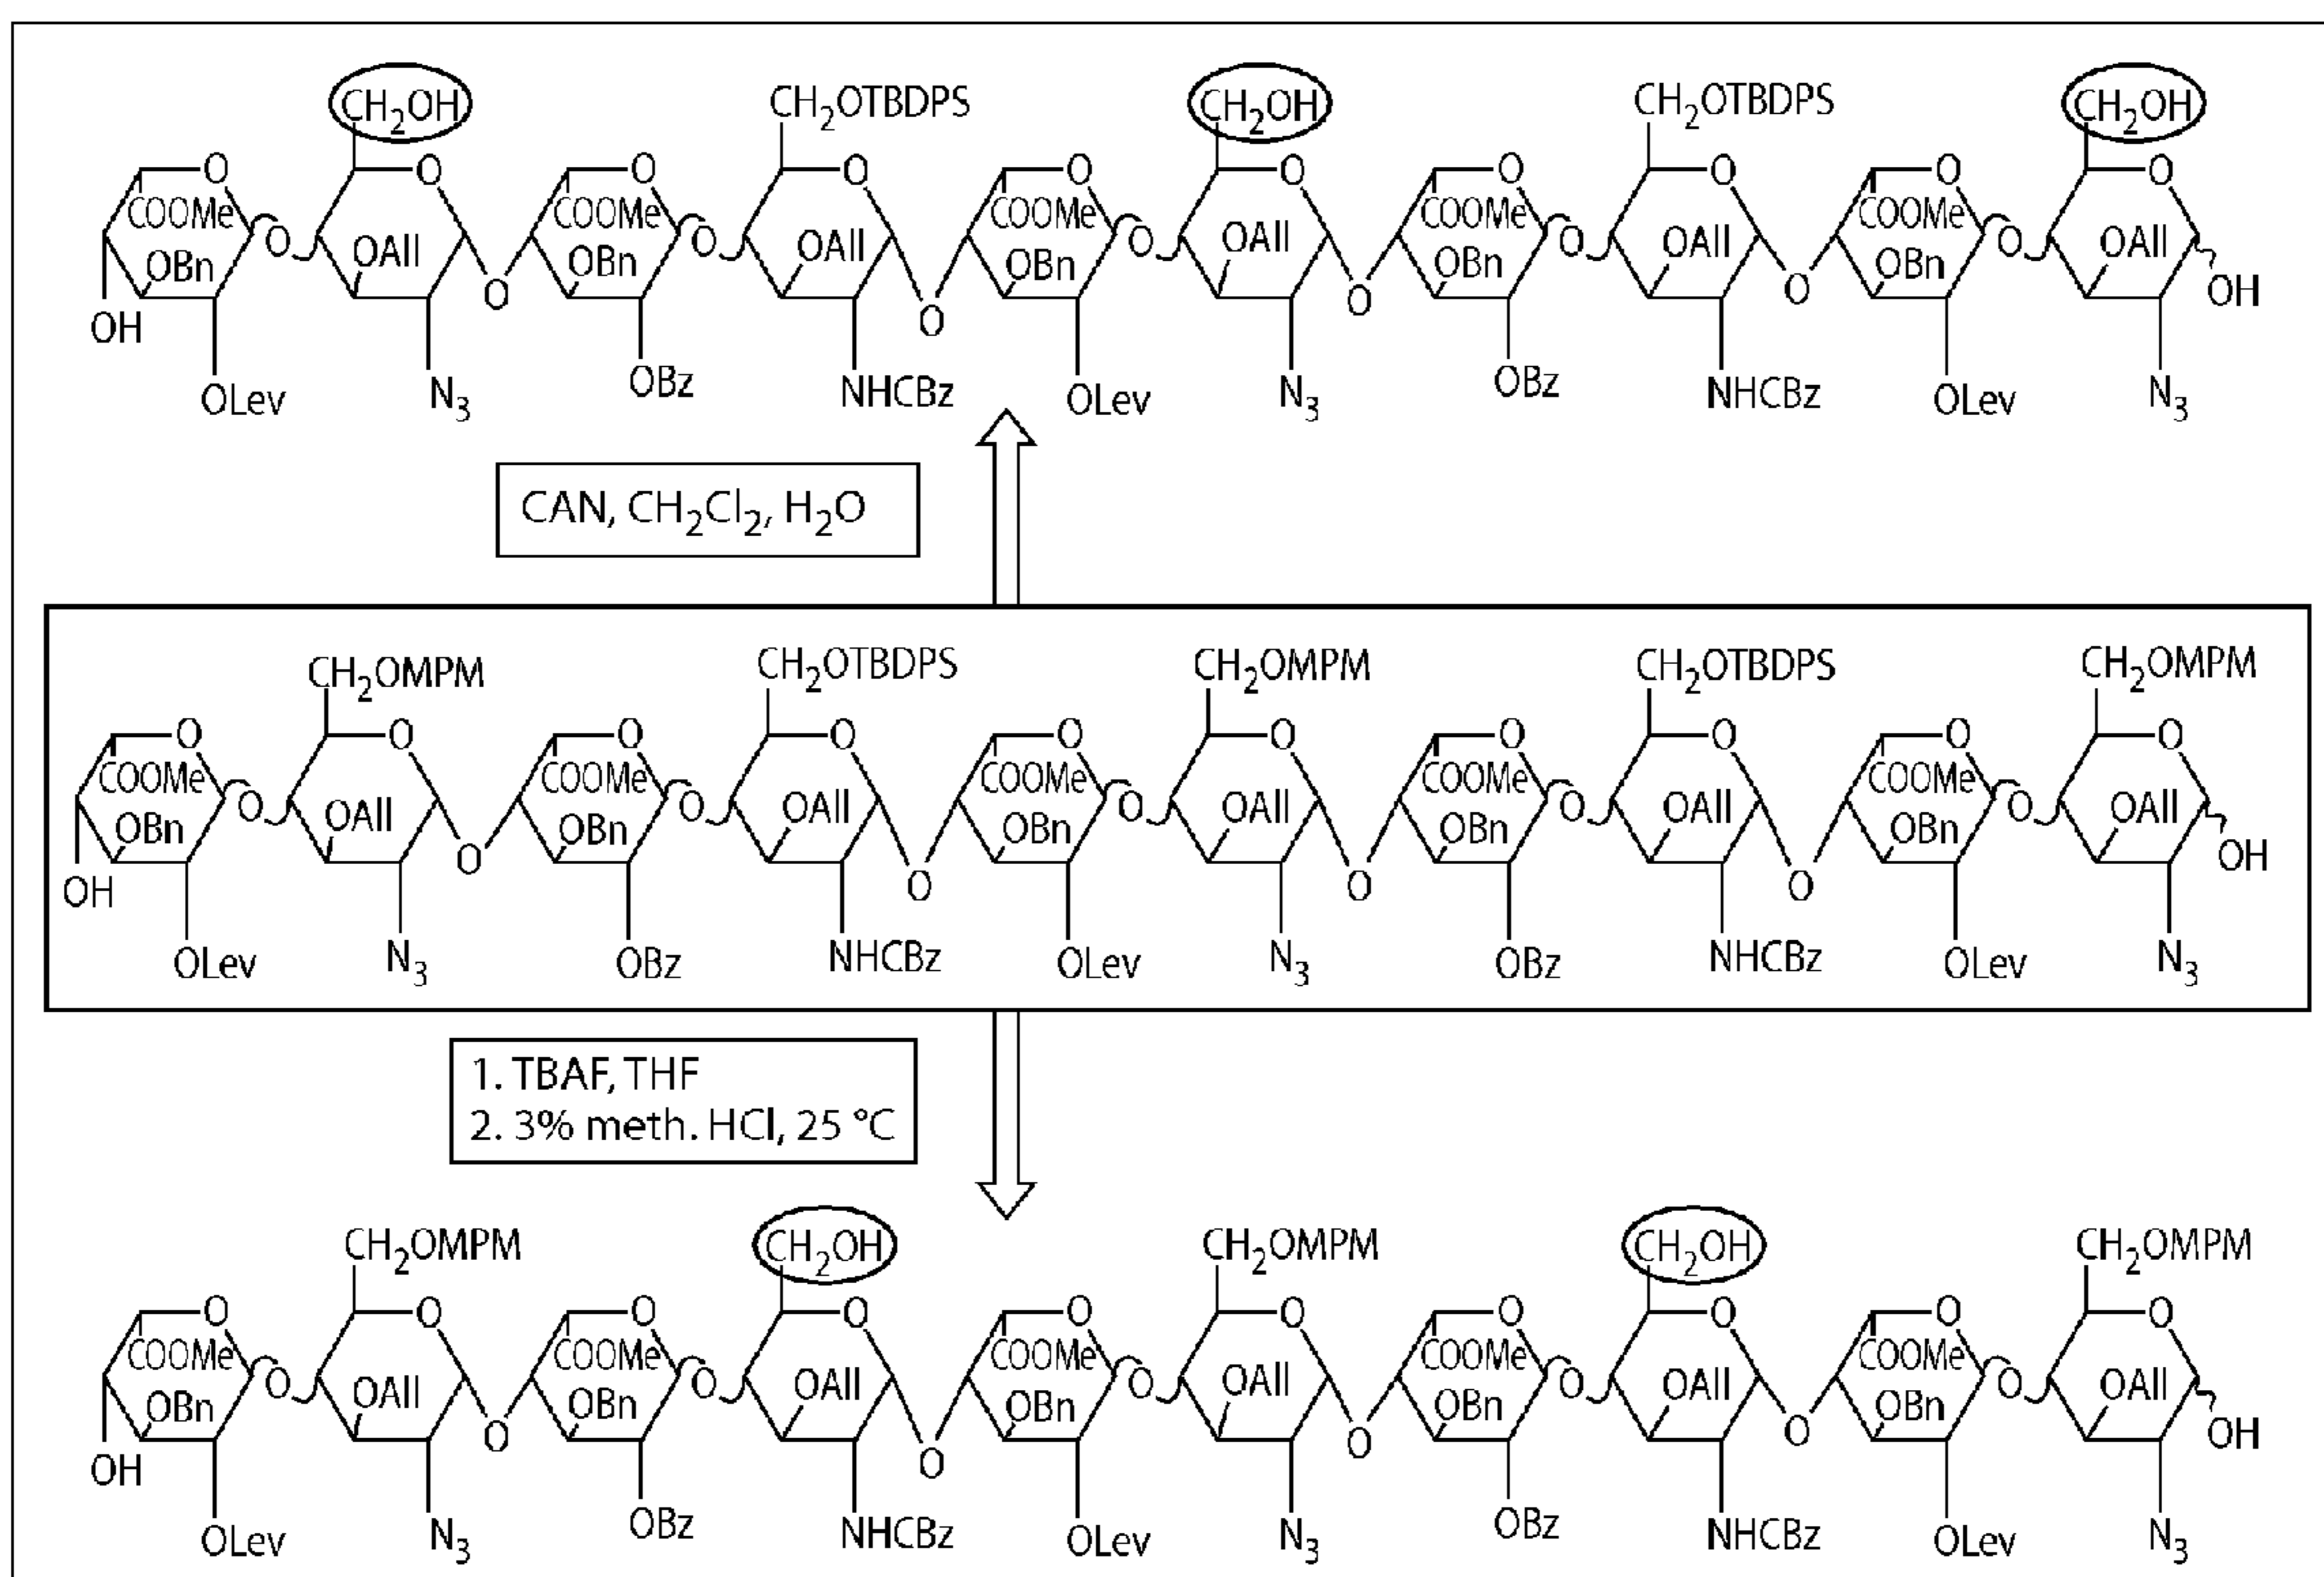 CH2OH CH2OTBDPS CH2OH CH2OTBDPS CH2OH
O O O O O O O O O O
COOMe COOMe COOMe COOMe COOMe
O OAll O OAll O OAll O OAll O OAll
OBn OBn OBn OBn OBn
O O O O OH
OH
OLev N3 OBz NHCBz OLev N3 OBz NHCBz OLev N3
CAN, CH2Cl2, H2O
CH2OMPM CH2OTBDPS CH2OMPM CH2OTBDPS CH2OMPM
O O O O O O O O O O
COOMe COOMe COOMe COOMe COOMe
O OAll O OAll O OAll O OAll O OAll
OBn OBn OBn OBn OBn
O O O O OH
OH
OLev N3 OBz NHCBz OLev N3 OBz NHCBz OLev N3
1. TBAF, THF
2. 3% meth. HCl, 25 °C
CH2OMPM CH2OH CH2OMPM CH2OH CH2OMPM
O O O O O O O O O O
COOMe COOMe COOMe COOMe COOMe
O OAll O OAll O OAll O OAll O OAll
OBn OBn OBn OBn OBn
O O O O OH
OH
OLev N3 OBz NHCBz OLev N3 OBz NHCBz OLev N3